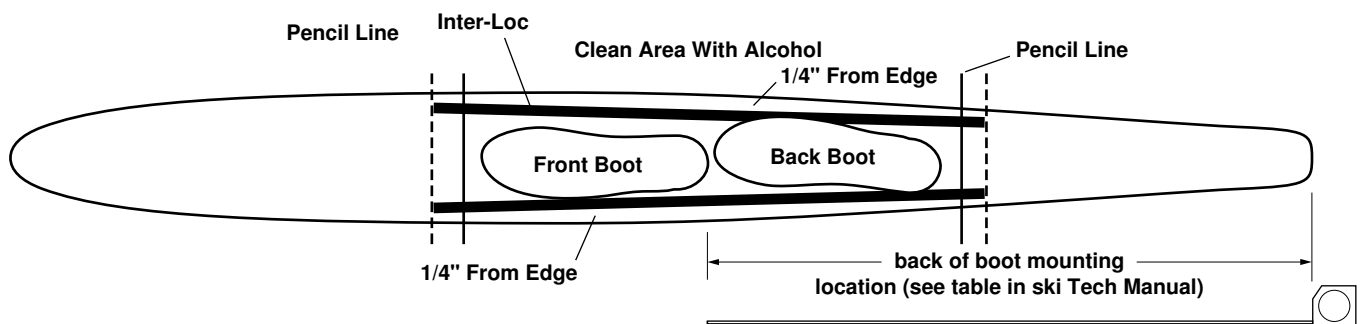 Inter-Loc
Pencil Line
Clean Area With Alcohol
Pencil Line
1/4" From Edge
Front Boot
Back Boot
1/4" From Edge
back of boot mounting
location (see table in ski Tech Manual)